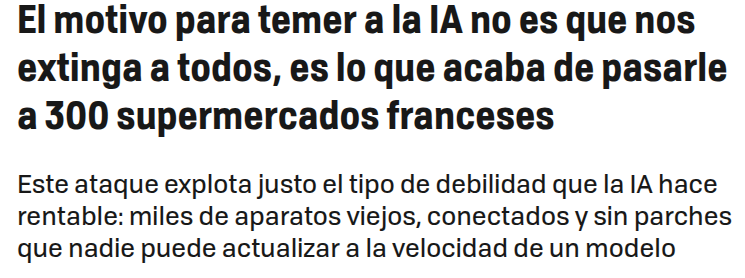 El motivo para temer a la IA no es que nos
extinga a todos, es lo que acaba de pasarle
a 300 supermercados franceses
Este ataque explota justo el tipo de debilidad que la IA hace
rentable: miles de aparatos viejos, conectados y sin parches
que nadie puede actualizar a la velocidad de un modelo